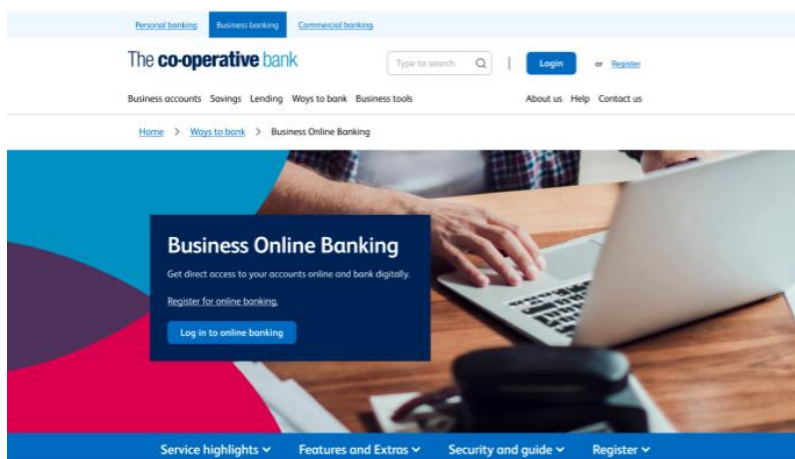 Personal banking Business banking Commercial banking
The co-operative bank Type to search Login or Register
Business accounts Savings Lending Ways to bank Business tools About us Help Contact us
Home > Ways to bank > Business Online Banking
Business Online Banking
Get direct access to your accounts online and bank digitally.
Register for online banking.
Log in to online banking
Service highlights Features and Extras Security and guide Register